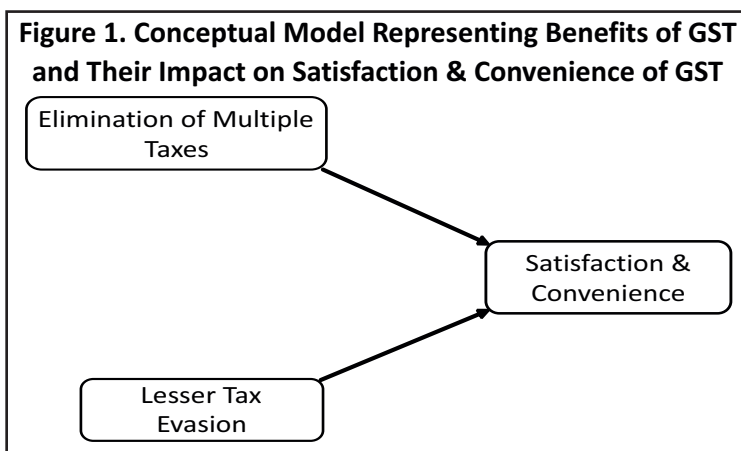 Figure 1. Conceptual Model Representing Benefits of GST
and Their Impact on Satisfaction & Convenience of GST
Elimination of Multiple
Taxes
Satisfaction &
Convenience
Lesser Tax
Evasion